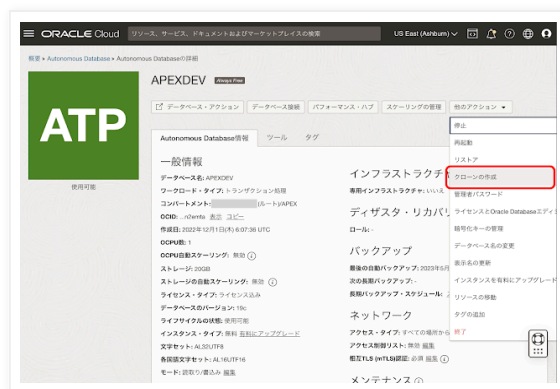 ORACLE Cloud
リソース、サービス、ドキュメントおよびマーケットプレイスの検索
US East (Ashburn)
概要 » Autonomous Database » Autonomous Databaseの詳細
ATP
使用可能
APEXDEV Always Free
データベース・アクション
データベース接続
パフォーマンス・ハブ
スケーリングの管理
他のアクション
停止
再起動
リストア
クローンの作成
管理者パスワード
ライセンスとOracle Databaseエディ
暗号化キーの管理
データベース名の変更
表示名の更新
インスタンスを有料にアップグレード
リソースの移動
タグの追加
終了
Autonomous Database情報
ツール
タグ
一般情報
データベース名: APEXDEV
ワークロード・タイプ: トランザクション処理
コンパートメント: (ルート)/APEX
OCID: ...n2emta 表示 コピー
作成日: 2022年12月1日(木) 6:07:36 UTC
OCPU数: 1
OCPU自動スケーリング: 無効
ストレージ: 20GB
ストレージの自動スケーリング: 無効
ライセンス・タイプ: ライセンス込み
データベースのバージョン: 19c
ライフサイクルの状態: 使用可能
インスタンス・タイプ: 無料 有料にアップグレード
文字セット: AL32UTF8
各国語文字セット: AL16UTF16
モード: 読取り/書込み 編集
インフラストラクチ
専用インフラストラクチャ: いいえ
ディザスタ・リカバリ
ロール: -
バックアップ
最後の自動バックアップ: 2023年5月
次の長期バックアップ: -
長期バックアップ・スケジュール:
ネットワーク
アクセス・タイプ: すべての場所から
アクセス制御リスト: 無効 編集
相互TLS (mTLS)認証: 必須 編集
メンテナンス